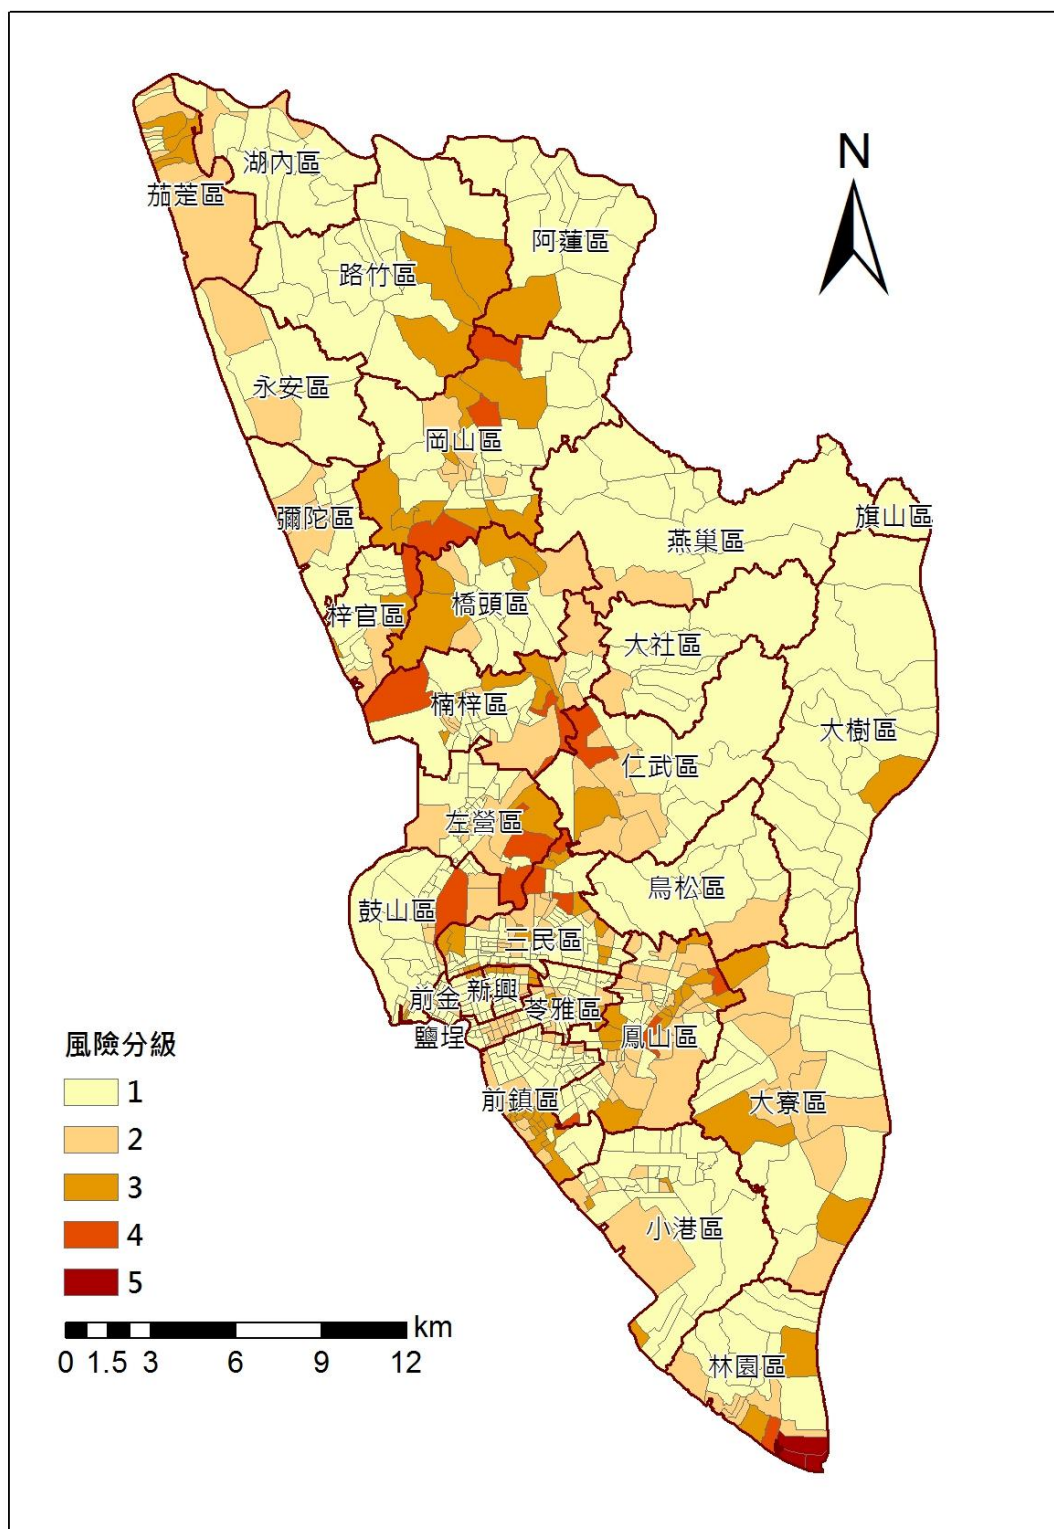 N
湖內區
茄萣區
阿蓮區
路竹區
永安區
岡山區
彌陀區
旗山區
燕巢區
橋頭區
梓官區
大社區
楠梓區
大樹區
仁武區
左營區
鳥松區
鼓山區
三民區
前金
新興
苓雅區
鹽埕
鳳山區
前鎮區
大寮區
小港區
林園區
風險分級
1
2
3
4
5
km
0 1.5 3 6 9 12